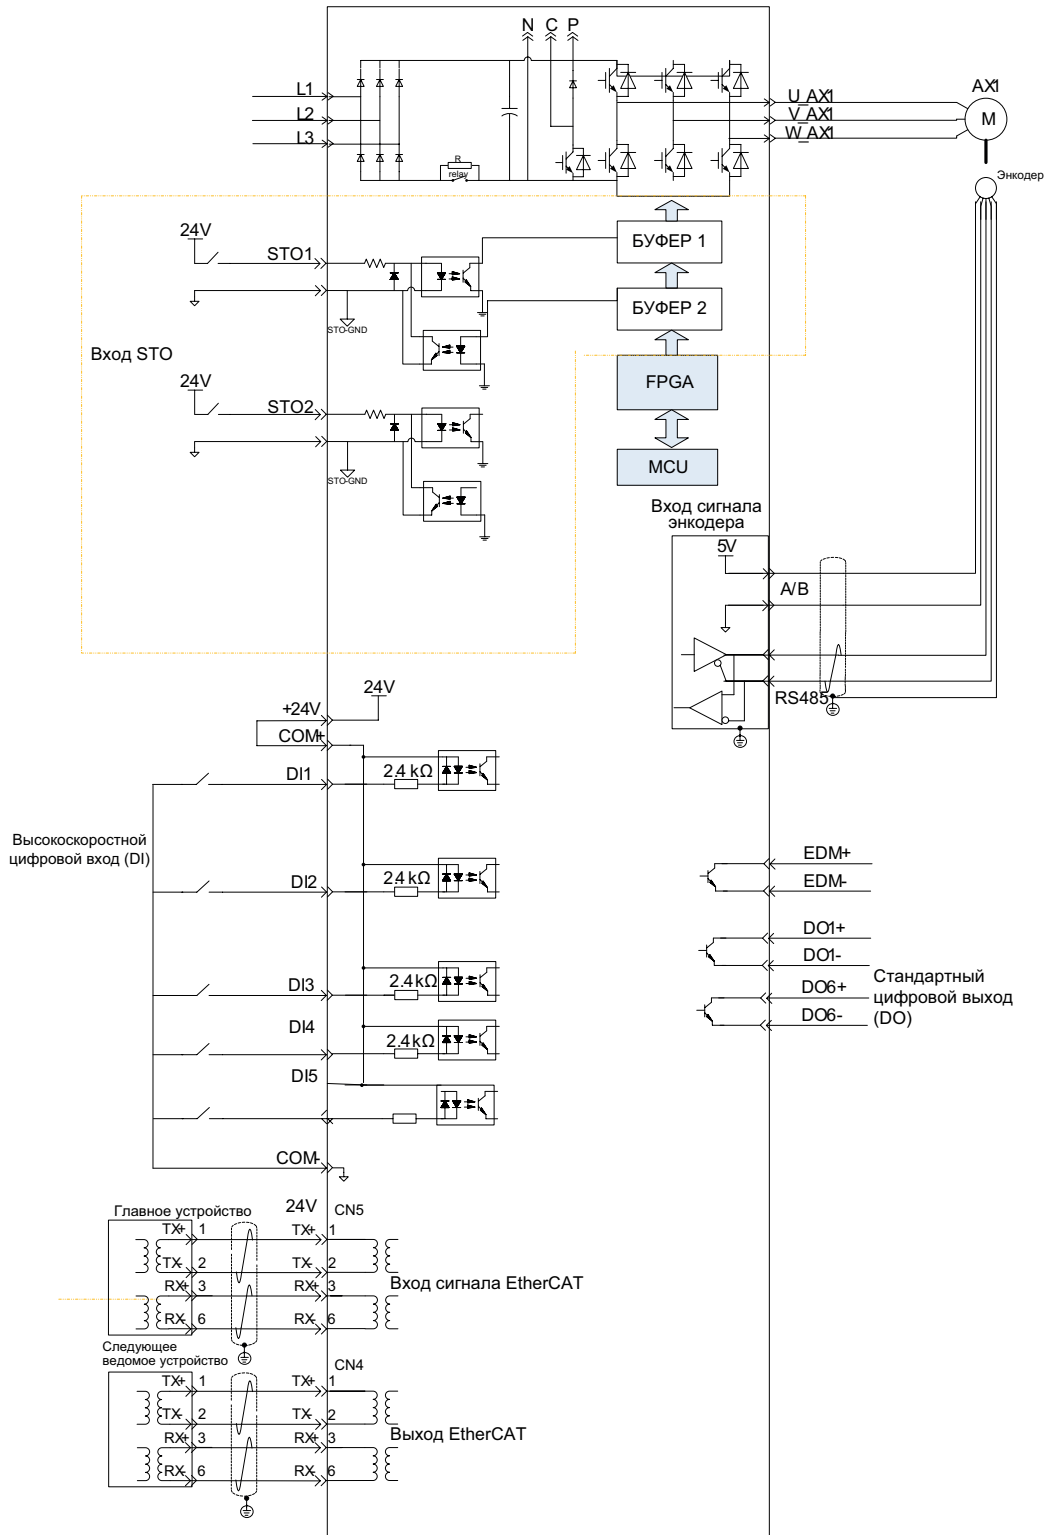 N C P
L1
L2
L3
R
relay
U_AX1
V_AX1
W_AX1
AX1
M
Энкодер
24V
STO1
STO-GND
БУФЕР 1
БУФЕР 2
Вход STO
FPGA
24V
STO2
STO-GND
MCU
Вход сигнала
энкодера
5V
A/B
RS485
24V
+24V
COM+
DI1
2.4 kΩ
Высокоскоростной
цифровой вход (DI)
DI2
2.4 kΩ
DI3
2.4 kΩ
DI4
2.4 kΩ
DI5
COM-
EDM+
EDM-
DO1+
DO1-
DO6+
DO6-
Стандартный
цифровой выход
(DO)
Главное устройство
24V
CN5
TX+ 1 TX+ 1
TX- 2 TX- 2
RX+ 3 RX+ 3
RX- 6 RX- 6
Вход сигнала EtherCAT
Следующее
ведомое устройство
CN4
TX+ 1 TX+ 1
TX- 2 TX- 2
RX+ 3 RX+ 3
RX- 6 RX- 6
Выход EtherCAT